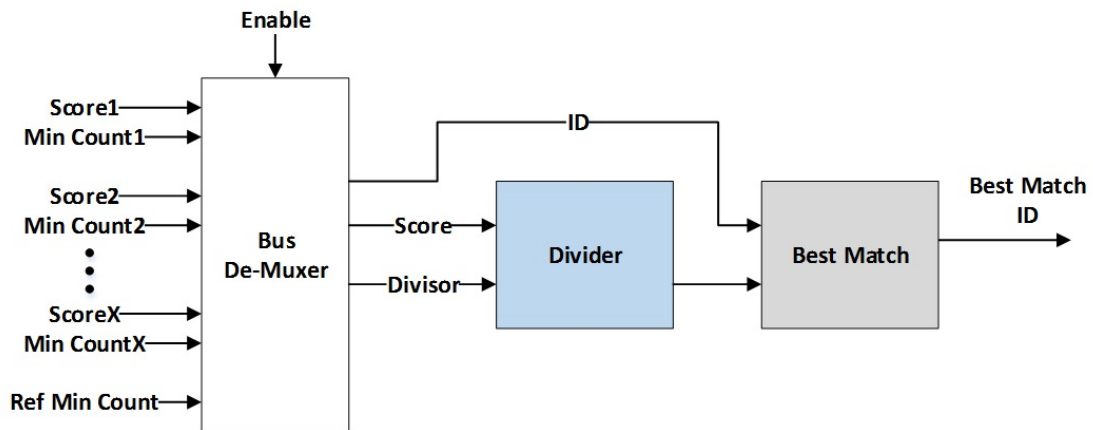 Enable
Score1
Min Count1
ID
Score2
Min Count2
Bus
De-Muxer
Score
Divisor
Divider
Best Match
Best Match
ID
ScoreX
Min CountX
Ref Min Count